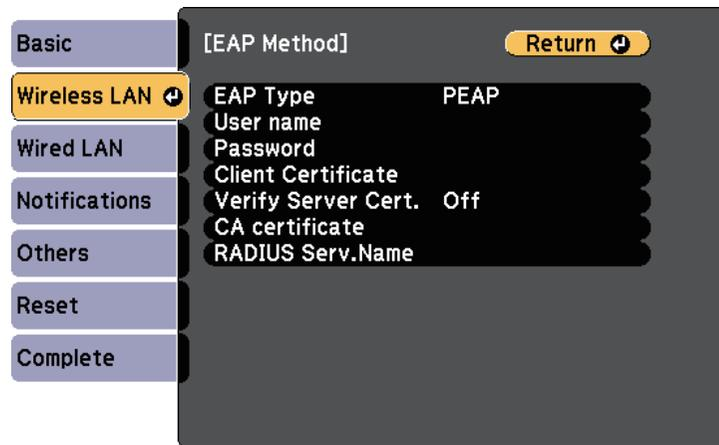 Basic
Wireless LAN
Wired LAN
Notifications
Others
Reset
Complete
[EAP Method]
Return
EAP Type PEAP
User name
Password
Client Certificate
Verify Server Cert. Off
CA certificate
RADIUS Serv.Name